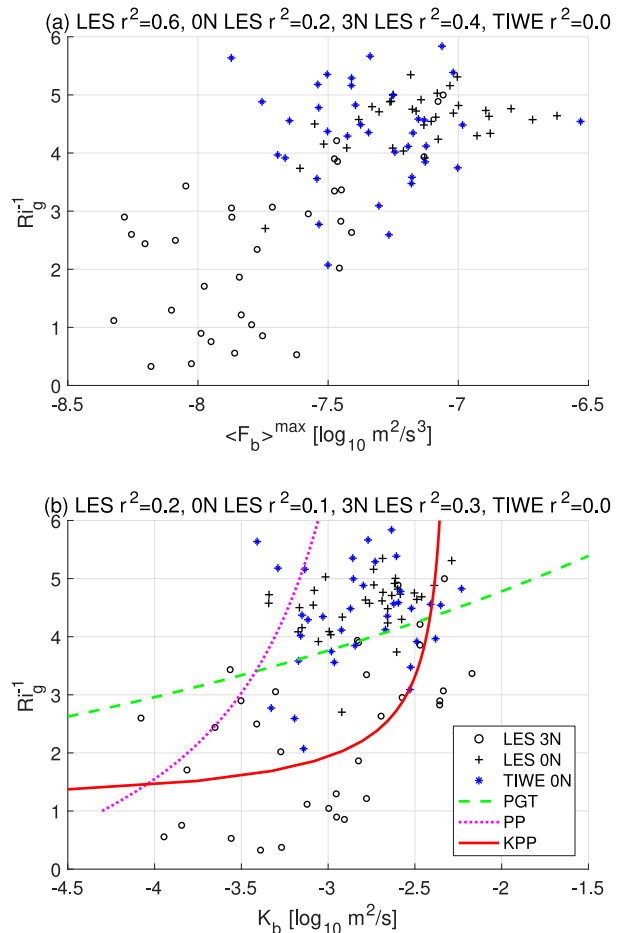 (a) LES r²=0.6, 0N LES r²=0.2, 3N LES r²=0.4, TIWE r²=0.0
6
5
4
3
2
1
0
Ri_g^-1
-8.5 -8 -7.5 -7 -6.5
<F_b>^max [log_10 m²/s³]
(b) LES r²=0.2, 0N LES r²=0.1, 3N LES r²=0.3, TIWE r²=0.0
6
5
4
3
2
1
0
Ri_g^-1
LES 3N
LES 0N
TIWE 0N
PGT
PP
KPP
-4.5 -4 -3.5 -3 -2.5 -2 -1.5
K_b [log_10 m²/s]